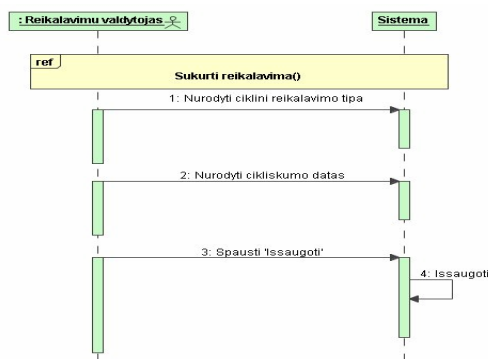 : Reikalavimu valdytojas
Sistema
ref
Sukurti reikalavima()
1: Nurodyti ciklini reikalavimo tipa
2: Nurodyti cikliskumo datas
3: Spausti 'Issaugoti'
4: Issaugoti